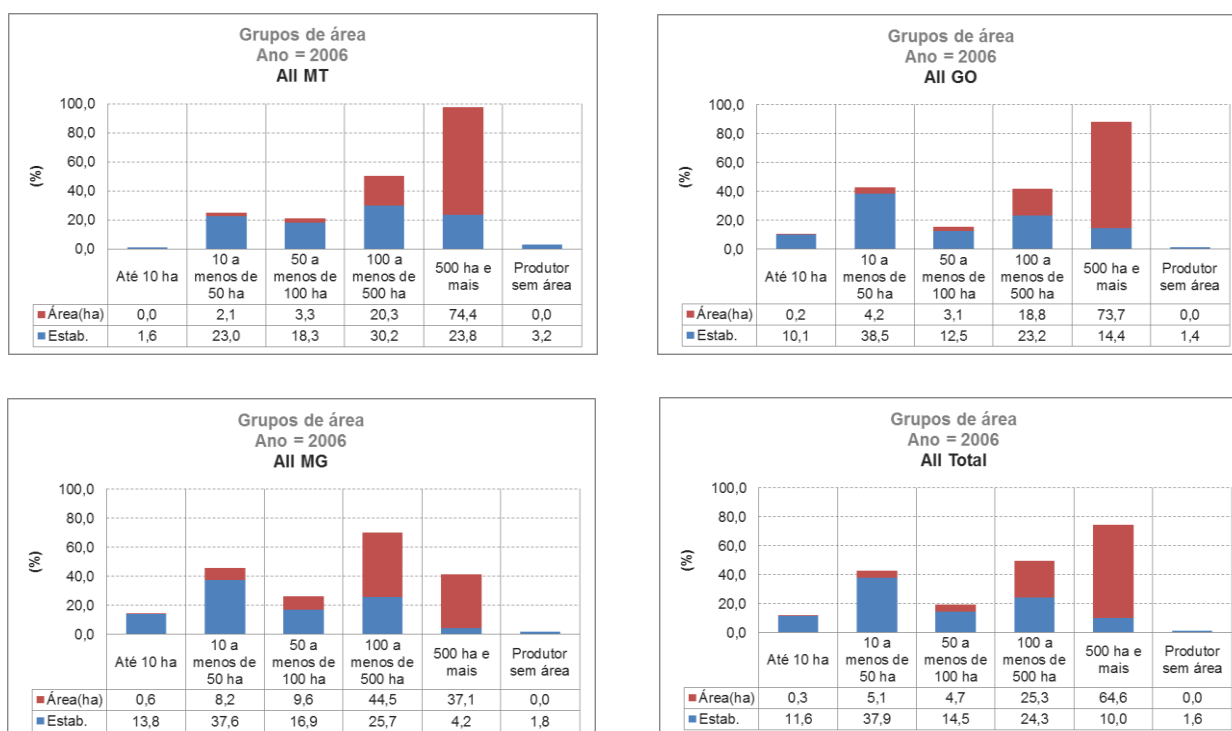 Grupos de área
Ano = 2006
AII MT
(%)
100,0
80,0
60,0
40,0
20,0
0,0
Até 10 ha
10 a menos de 50 ha
50 a menos de 100 ha
100 a menos de 500 ha
500 ha e mais
Produtor sem área
Área(ha) 0,0 2,1 3,3 20,3 74,4 0,0
Estab. 1,6 23,0 18,3 30,2 23,8 3,2
Grupos de área
Ano = 2006
AII GO
(%)
100,0
80,0
60,0
40,0
20,0
0,0
Até 10 ha
10 a menos de 50 ha
50 a menos de 100 ha
100 a menos de 500 ha
500 ha e mais
Produtor sem área
Área(ha) 0,2 4,2 3,1 18,8 73,7 0,0
Estab. 10,1 38,5 12,5 23,2 14,4 1,4
Grupos de área
Ano = 2006
AII MG
(%)
100,0
80,0
60,0
40,0
20,0
0,0
Até 10 ha
10 a menos de 50 ha
50 a menos de 100 ha
100 a menos de 500 ha
500 ha e mais
Produtor sem área
Área(ha) 0,6 8,2 9,6 44,5 37,1 0,0
Estab. 13,8 37,6 16,9 25,7 4,2 1,8
Grupos de área
Ano = 2006
AII Total
(%)
100,0
80,0
60,0
40,0
20,0
0,0
Até 10 ha
10 a menos de 50 ha
50 a menos de 100 ha
100 a menos de 500 ha
500 ha e mais
Produtor sem área
Área(ha) 0,3 5,1 4,7 25,3 64,6 0,0
Estab. 11,6 37,9 14,5 24,3 10,0 1,6